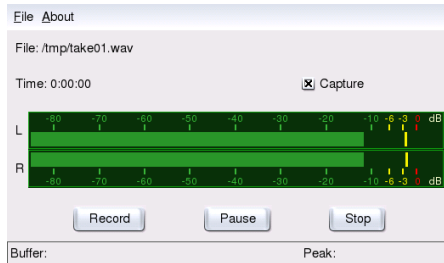 File About
File: /tmp/take01.wav
Time: 0:00:00
Capture
-80 -70 -60 -50 -40 -30 -20 -10 -6 -3 0 dB
L
R
-80 -70 -60 -50 -40 -30 -20 -10 -6 -3 0 dB
Record Pause Stop
Buffer: Peak: